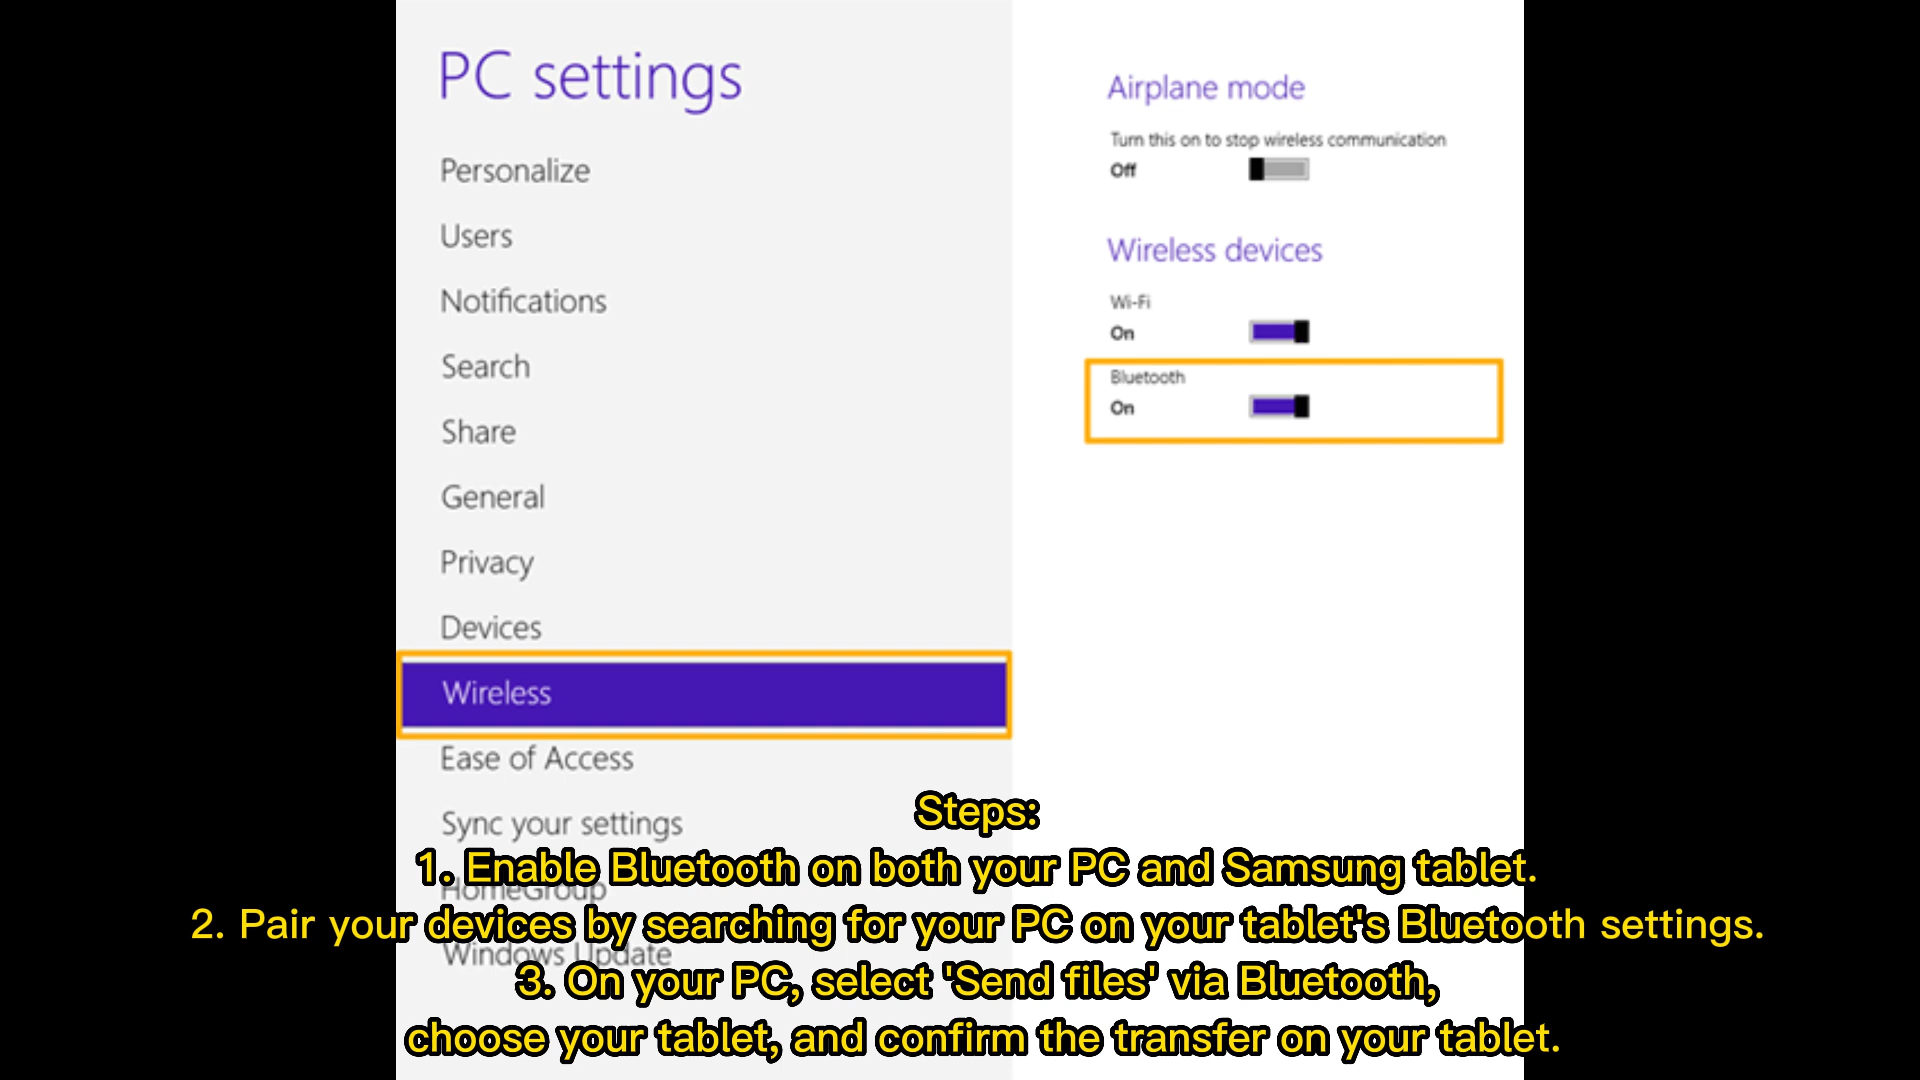 PC settings
Personalize
Users
Notifications
Search
Share
General
Privacy
Devices
Wireless
Ease of Access
Sync your settings
HomeGroup
Windows Update
Airplane mode
Turn this on to stop wireless communication
Off
Wireless devices
Wi-Fi
On
Bluetooth
On
Steps:
1. Enable Bluetooth on both your PC and Samsung tablet.
2. Pair your devices by searching for your PC on your tablet's Bluetooth settings.
3. On your PC, select 'Send files' via Bluetooth,
choose your tablet, and confirm the transfer on your tablet.